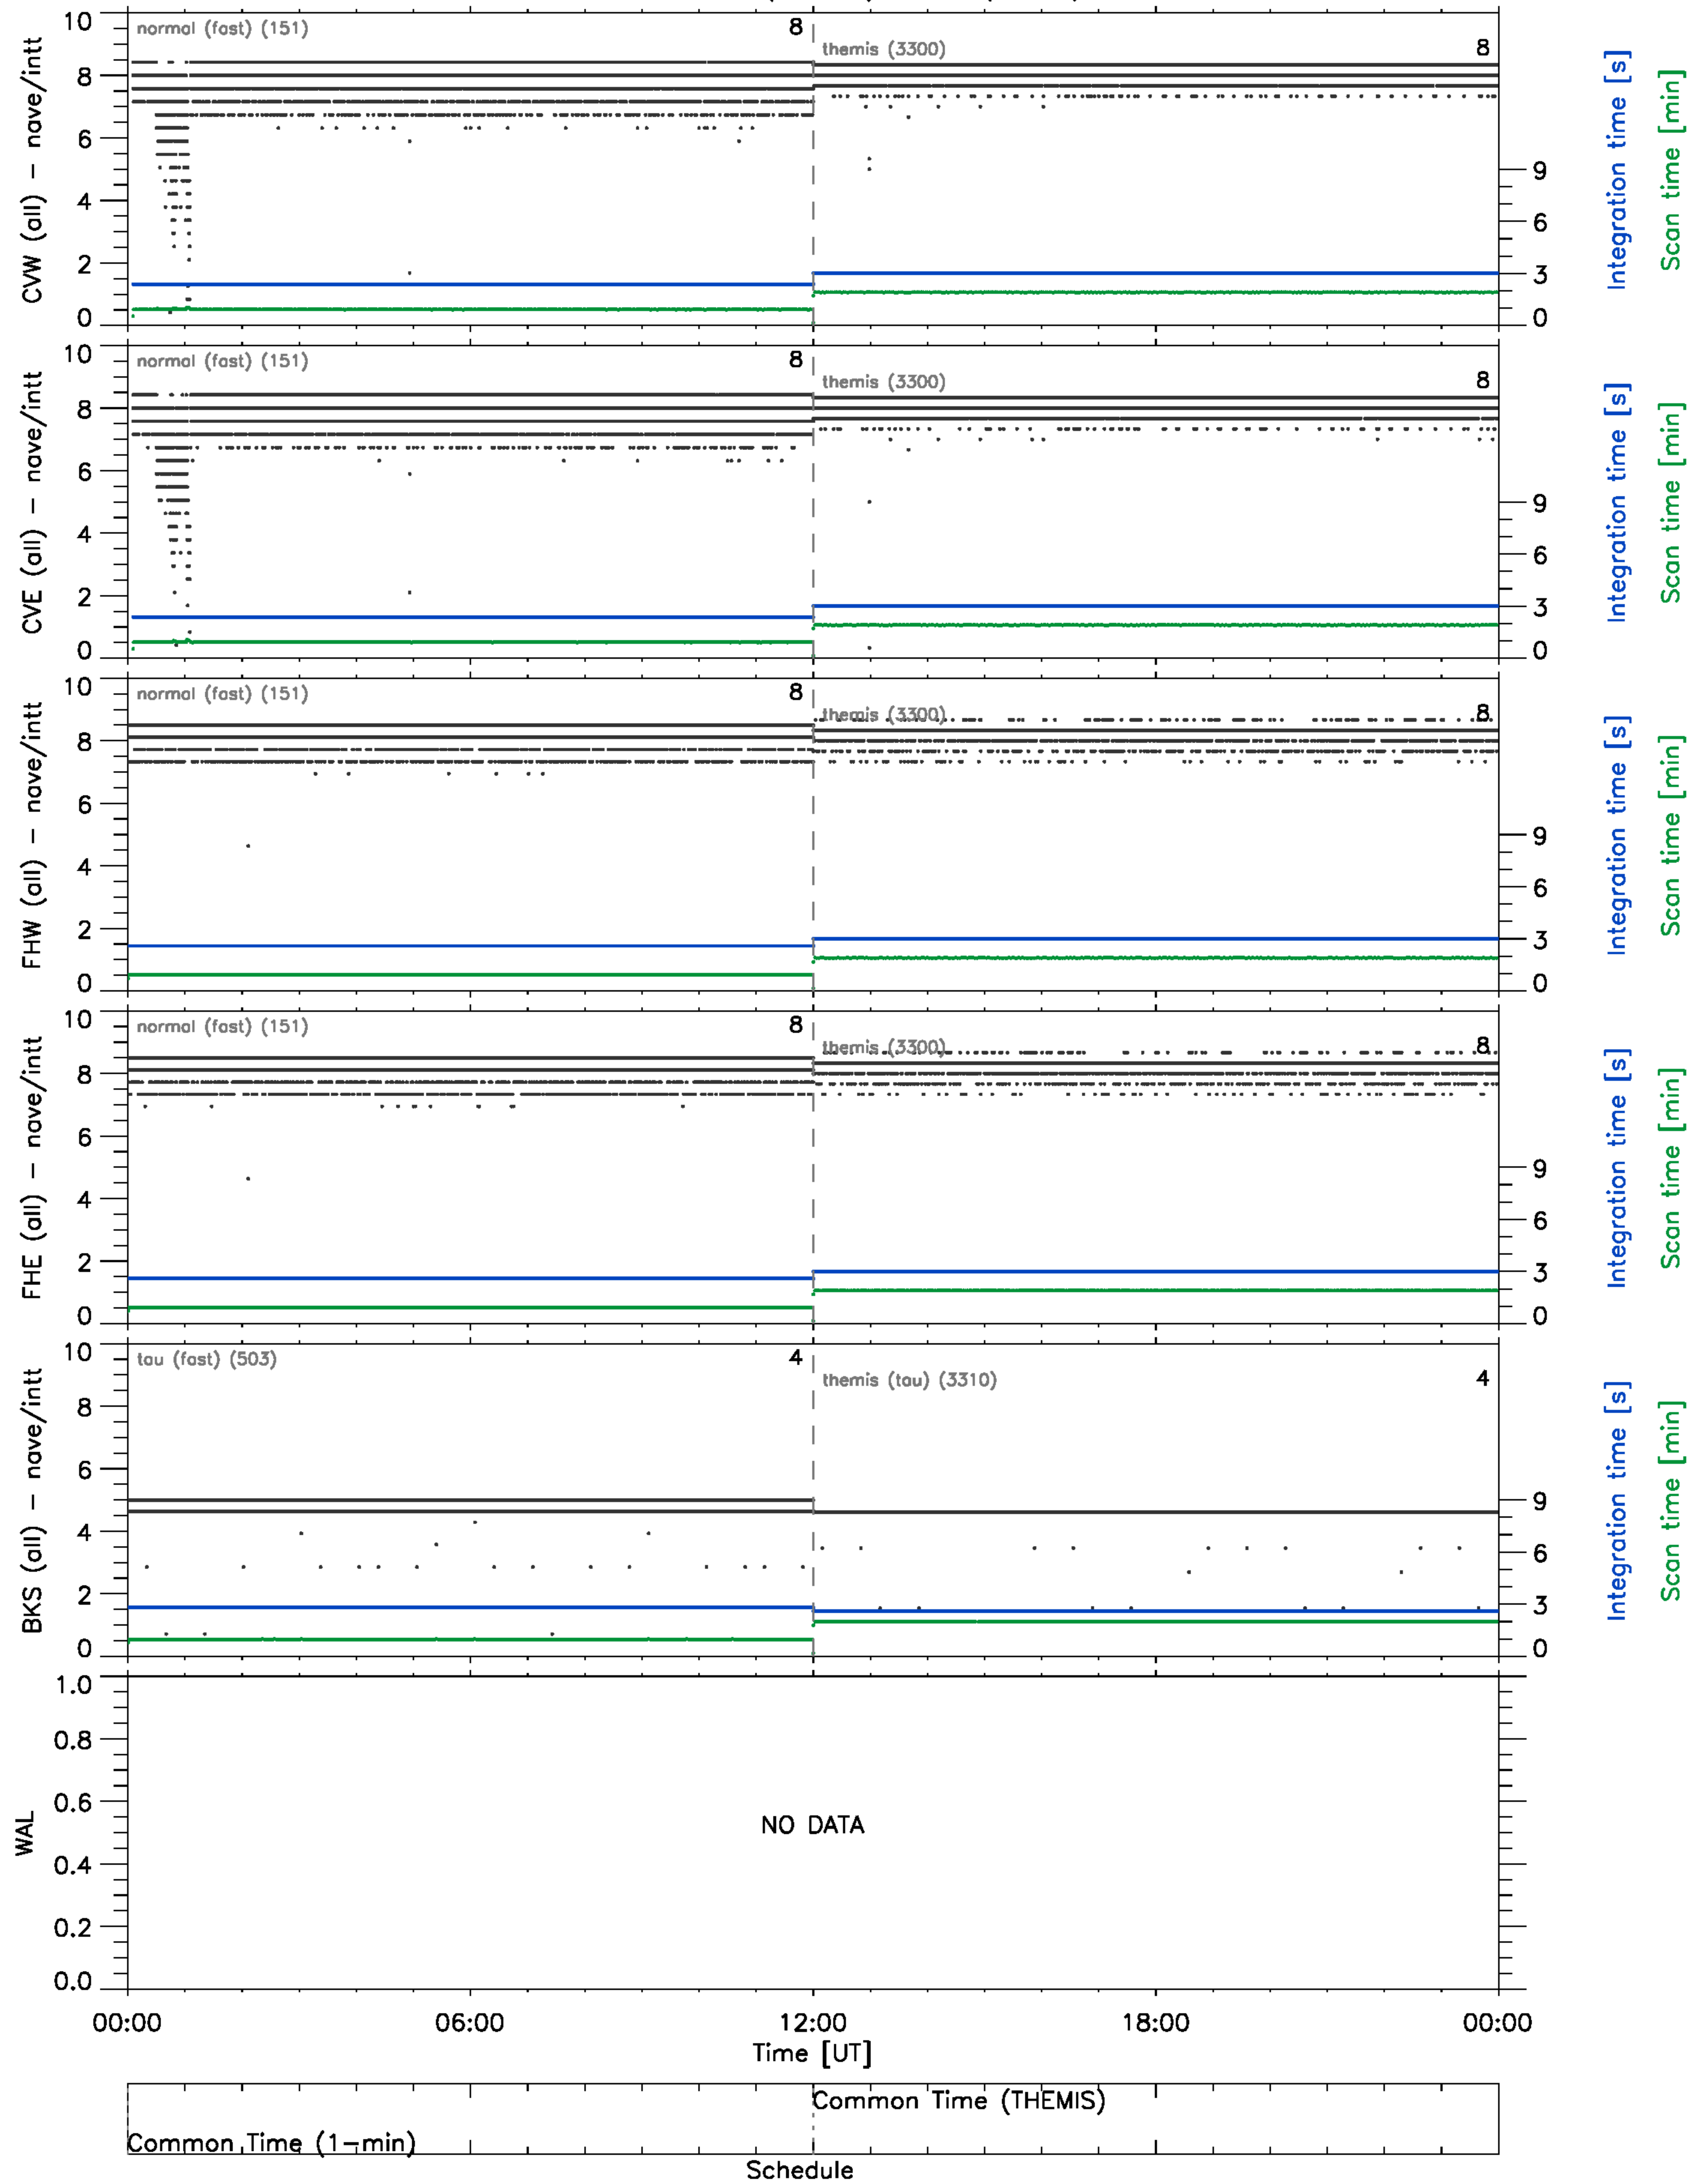 10
normal (fast) (151)
8
themis (3300)
8
8
6
4
2
0
9
6
3
0
CVW (all) - nave/intt
Integration time [s]
Scan time [min]
10
normal (fast) (151)
8
themis (3300)
8
8
6
4
2
0
9
6
3
0
CVE (all) - nave/intt
Integration time [s]
Scan time [min]
10
normal (fast) (151)
8
themis (3300)
8
8
6
4
2
0
9
6
3
0
FHW (all) - nave/intt
Integration time [s]
Scan time [min]
10
normal (fast) (151)
8
themis (3300)
8
8
6
4
2
0
9
6
3
0
FHE (all) - nave/intt
Integration time [s]
Scan time [min]
10
tau (fast) (503)
4
themis (tau) (3310)
4
8
6
4
2
0
9
6
3
0
BKS (all) - nave/intt
Integration time [s]
Scan time [min]
1.0
0.8
0.6
0.4
0.2
0.0
WAL
NO DATA
00:00 06:00 12:00 18:00 00:00
Time [UT]
Common Time (THEMIS)
Common Time (1-min)
Schedule